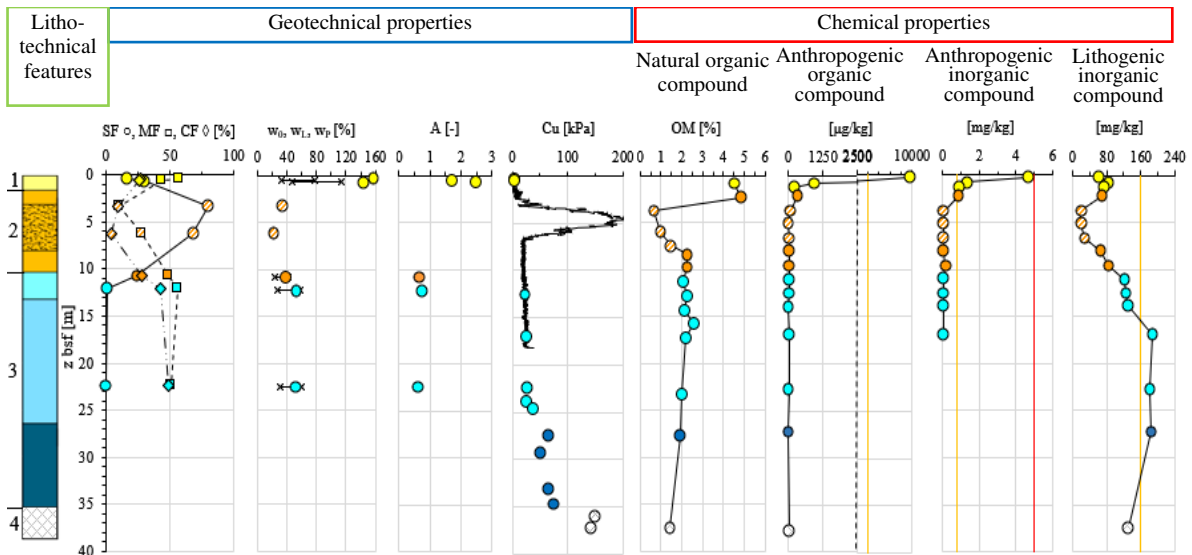 Litho-
technical
features
Geotechnical properties
Chemical properties
Natural organic
compound
Anthropogenic
organic
compound
Anthropogenic
inorganic
compound
Lithogenic
inorganic
compound
SF ○, MF □, CF ◊ [%]
w₀, w_L, w_P [%]
A [-]
Cu [kPa]
OM [%]
[µg/kg]
[mg/kg]
[mg/kg]
0 50 100
0 40 80 120 160
0 1 2 3
0 100 200
0 1 2 3 4 5 6
0 1250 2500 10000
0 2 4 6
0 80 160 240
z bsf [m]
0
5
10
15
20
25
30
35
40
1
2
3
4